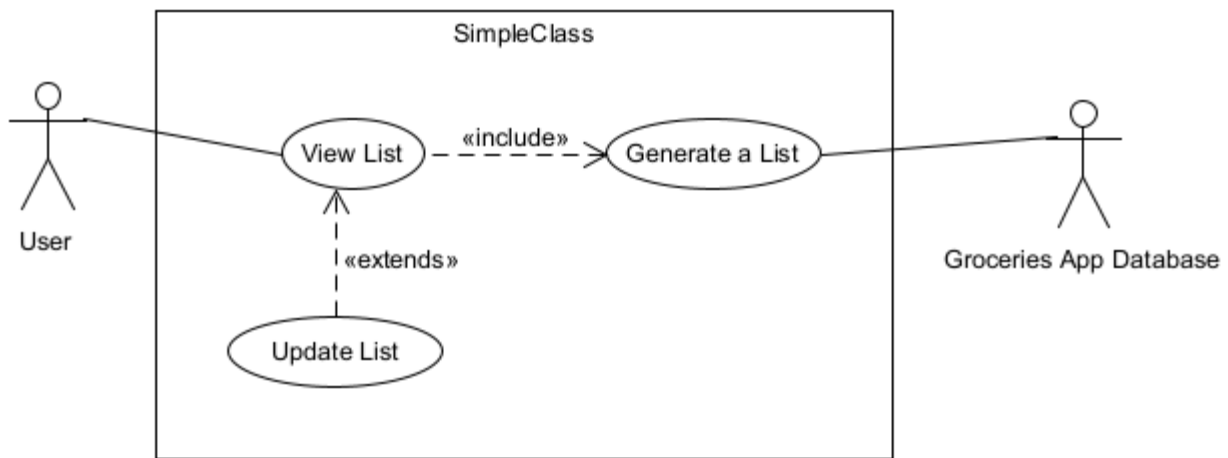 SimpleClass
View List
«include»
Generate a List
User
«extends»
Groceries App Database
Update List